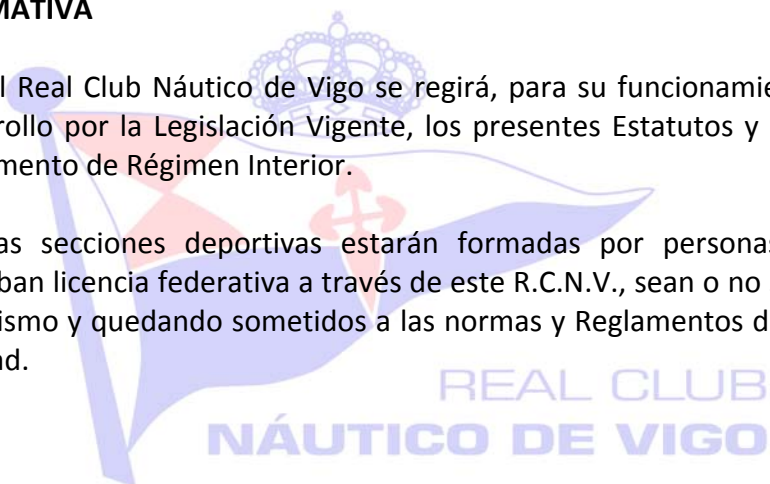 MATIVA
l Real Club Náutico de Vigo se regirá, para su funcionamie
rollo por la Legislación Vigente, los presentes Estatutos y
mento de Régimen Interior.
as secciones deportivas estarán formadas por personas
ban licencia federativa a través de este R.C.N.V., sean o no
ismo y quedando sometidos a las normas y Reglamentos d
ad.
REAL CLUB
NÁUTICO DE VIGO